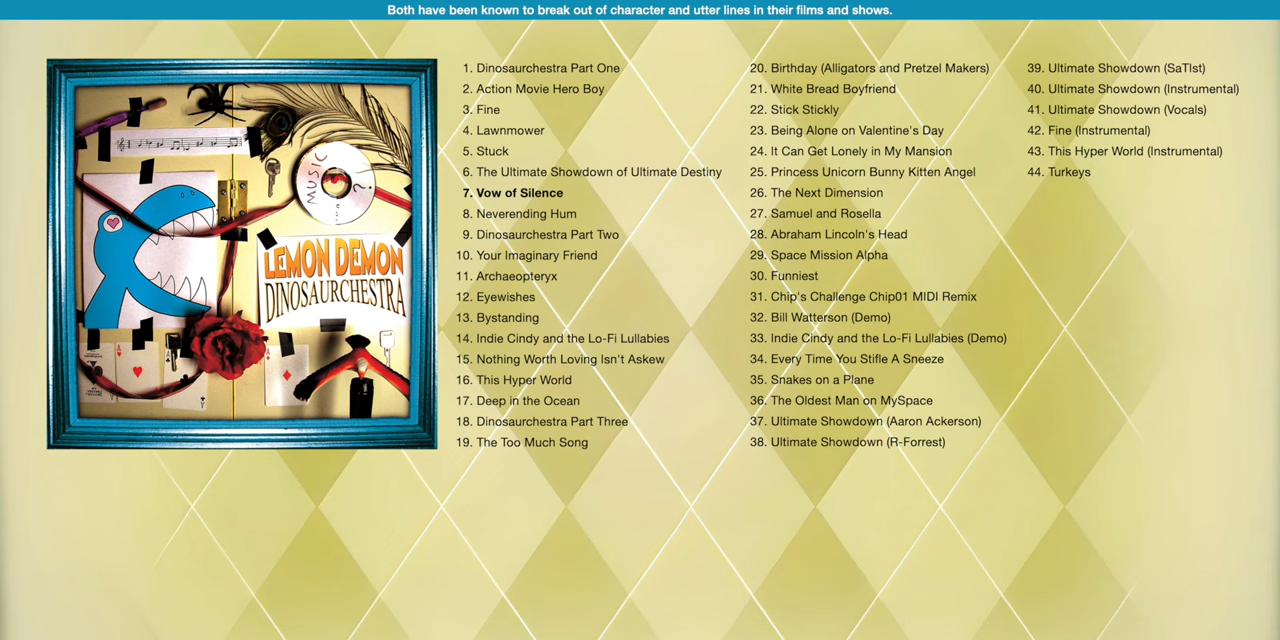 Both have been known to break out of character and utter lines in their films and shows.
MUSIC
LEMON DEMON
DINOSAURCHESTRA
1. Dinosaurchestra Part One
2. Action Movie Hero Boy
3. Fine
4. Lawnmower
5. Stuck
6. The Ultimate Showdown of Ultimate Destiny
7. Vow of Silence
8. Neverending Hum
9. Dinosaurchestra Part Two
10. Your Imaginary Friend
11. Archaeopteryx
12. Eyewishes
13. Bystanding
14. Indie Cindy and the Lo-Fi Lullabies
15. Nothing Worth Loving Isn't Askew
16. This Hyper World
17. Deep in the Ocean
18. Dinosaurchestra Part Three
19. The Too Much Song
20. Birthday (Alligators and Pretzel Makers)
21. White Bread Boyfriend
22. Stick Stickly
23. Being Alone on Valentine's Day
24. It Can Get Lonely in My Mansion
25. Princess Unicorn Bunny Kitten Angel
26. The Next Dimension
27. Samuel and Rosella
28. Abraham Lincoln's Head
29. Space Mission Alpha
30. Funniest
31. Chip's Challenge Chip01 MIDI Remix
32. Bill Watterson (Demo)
33. Indie Cindy and the Lo-Fi Lullabies (Demo)
34. Every Time You Stifle A Sneeze
35. Snakes on a Plane
36. The Oldest Man on MySpace
37. Ultimate Showdown (Aaron Ackerson)
38. Ultimate Showdown (R-Forrest)
39. Ultimate Showdown (SaTIst)
40. Ultimate Showdown (Instrumental)
41. Ultimate Showdown (Vocals)
42. Fine (Instrumental)
43. This Hyper World (Instrumental)
44. Turkeys